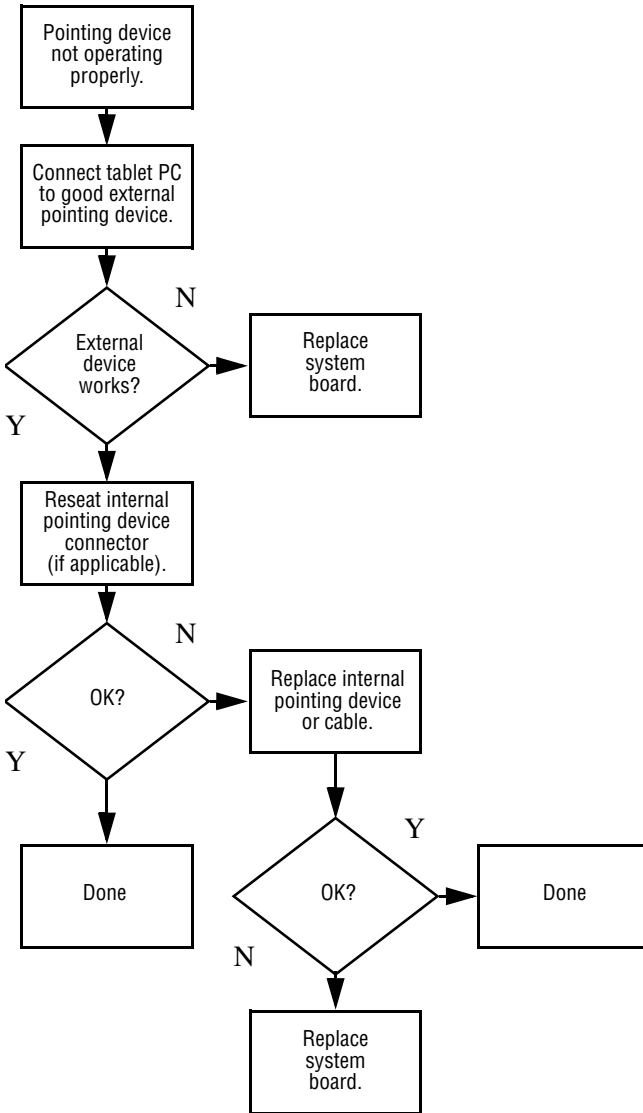 Pointing device
not operating
properly.
Connect tablet PC
to good external
pointing device.
N
External
device
works?
Replace
system
board.
Y
Reseat internal
pointing device
connector
(if applicable).
N
OK?
Replace internal
pointing device
or cable.
Y
Y
Done
OK?
Done
N
Replace
system
board.